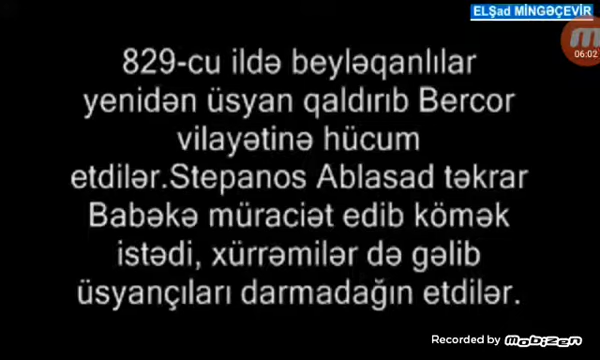 ELŞad MİNGƏÇEVİR
06:02
829-cu ildə beyləqanlılar
yenidən üsyan qaldırıb Bercor
vilayətinə hücum
etdilər.Stepanos Ablasad təkrar
Babəkə müraciət edib kömək
istədi, xürrəmilər də gəlib
üsyançıları darmadağın etdilər.
Recorded by mobizen